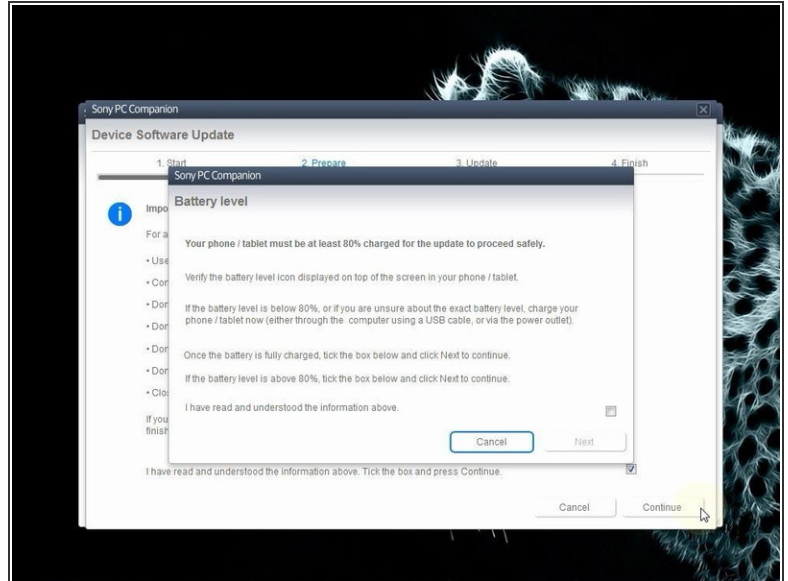 Sony PC Companion
Device Software Update
1. Start 2. Prepare 3. Update 4. Finish
Sony PC Companion
Battery level
Your phone / tablet must be at least 80% charged for the update to proceed safely.
Verify the battery level icon displayed on top of the screen in your phone / tablet.
If the battery level is below 80%, or if you are unsure about the exact battery level, charge your
phone / tablet now (either through the computer using a USB cable, or via the power outlet).
Once the battery is fully charged, tick the box below and click Next to continue.
If the battery level is above 80%, tick the box below and click Next to continue.
I have read and understood the information above.
Cancel Next
Impo
For a
• Use
• Cor
• Dor
• Dor
• Dor
• Dor
• Clo
If you
finish
I have read and understood the information above. Tick the box and press Continue.
Cancel Continue